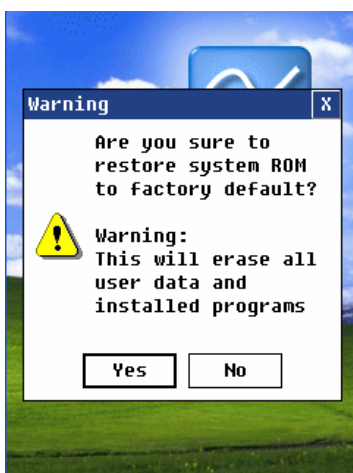 Warning
X
Are you sure to
restore system ROM
to factory default?
Warning:
This will erase all
user data and
installed programs
Yes
No